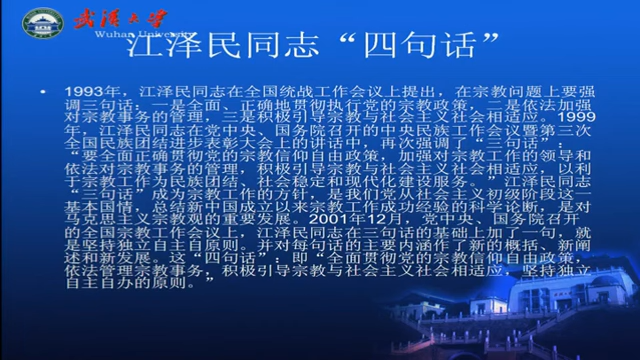 武汉大学
Wuhan University
江泽民同志“四句话”
• 1993年，江泽民同志在全国统战工作会议上提出，在宗教问题上要强
调三句话：一是全面、正确地贯彻执行党的宗教政策，二是依法加强
对宗教事务的管理，三是积极引导宗教与社会主义社会相适应。1999
年，江泽民同志在党中央、国务院召开的中央民族工作会议暨第三次
全国民族团结进步表彰大会上的讲话中，再次强调了“三句话”：
“要全面正确贯彻党的宗教信仰自由政策，加强对宗教工作的领导和
依法对宗教事务的管理，积极引导宗教与社会主义社会相适应，以利
于宗教工作为民族团结、社会稳定和现代化建设服务。”江泽民同志
“三句话”成为宗教工作的方针，是我们党从社会主义初级阶段这一
基本国情，总结新中国成立以来宗教工作成功经验的科学论断，是对
马克思主义宗教观的重要发展。2001年12月，党中央、国务院召开
的全国宗教工作会议上，江泽民同志在三句话的基础上加了一句，就
是坚持独立自主自原则。并对每句话的主要内涵作了新的概括、新阐
述和新发展。这“四句话”：即“全面贯彻党的宗教信仰自由政策，
依法管理宗教事务，积极引导宗教与社会主义社会相适应，坚持独立
自主自办的原则。”